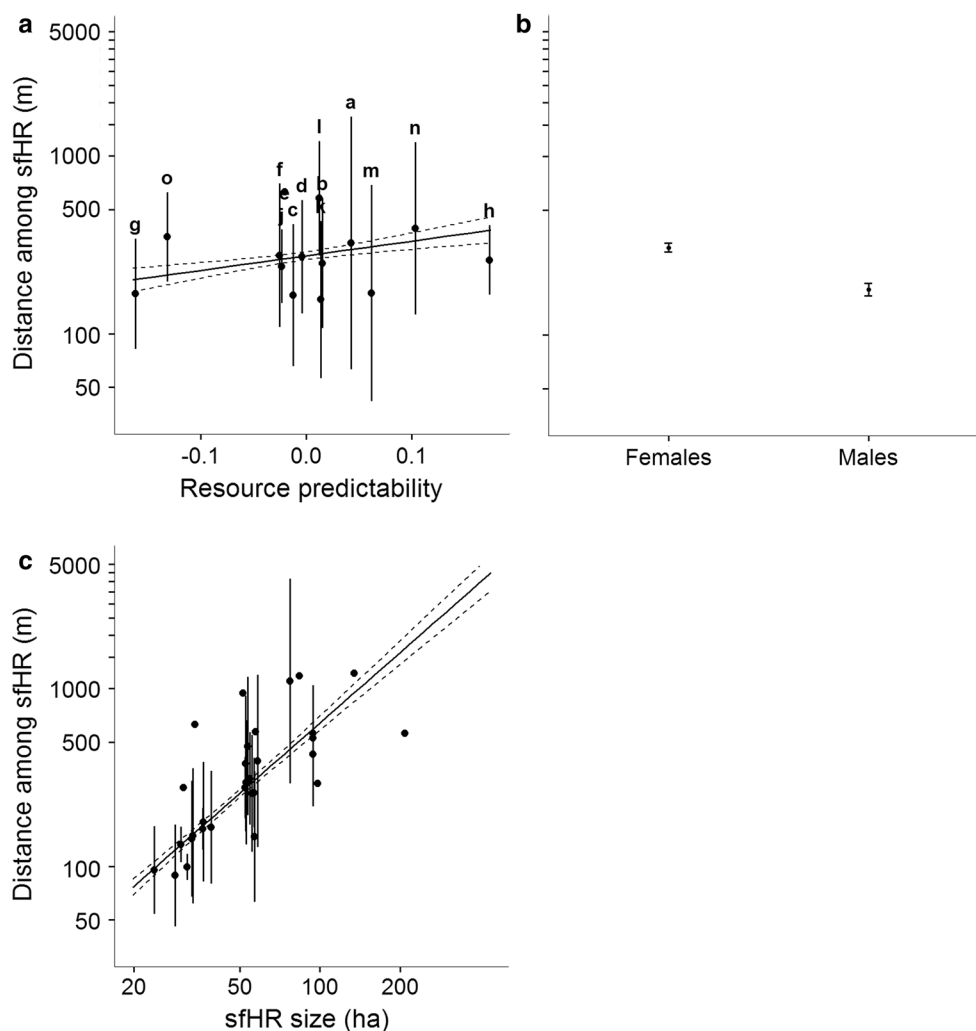 a
Distance among sfHR (m)
5000
1000
500
100
50
g
o
f
e
j
c
d
l
b
k
a
m
n
h
-0.1
0.0
0.1
Resource predictability
b
Females
Males
c
Distance among sfHR (m)
5000
1000
500
100
50
20
50
100
200
sfHR size (ha)